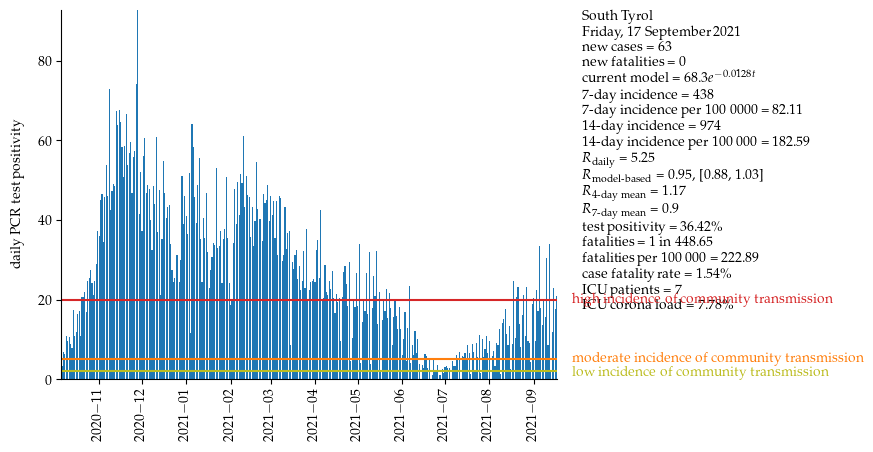 South Tyrol
Friday, 17 September 2021
new cases = 63
new fatalities = 0
current model = 68.3e^{−0.0128t}
7-day incidence = 438
7-day incidence per 100 0000 = 82.11
14-day incidence = 974
14-day incidence per 100 000 = 182.59
R_daily = 5.25
R_model-based = 0.95, [0.88, 1.03]
R_4-day mean = 1.17
R_7-day mean = 0.9
test positivity = 36.42%
fatalities = 1 in 448.65
fatalities per 100 000 = 222.89
case fatality rate = 1.54%
ICU patients = 7
high incidence of community transmission
ICU corona load = 7.78%
moderate incidence of community transmission
low incidence of community transmission
daily PCR test positivity
80
60
40
20
0
2020−11
2020−12
2021−01
2021−02
2021−03
2021−04
2021−05
2021−06
2021−07
2021−08
2021−09